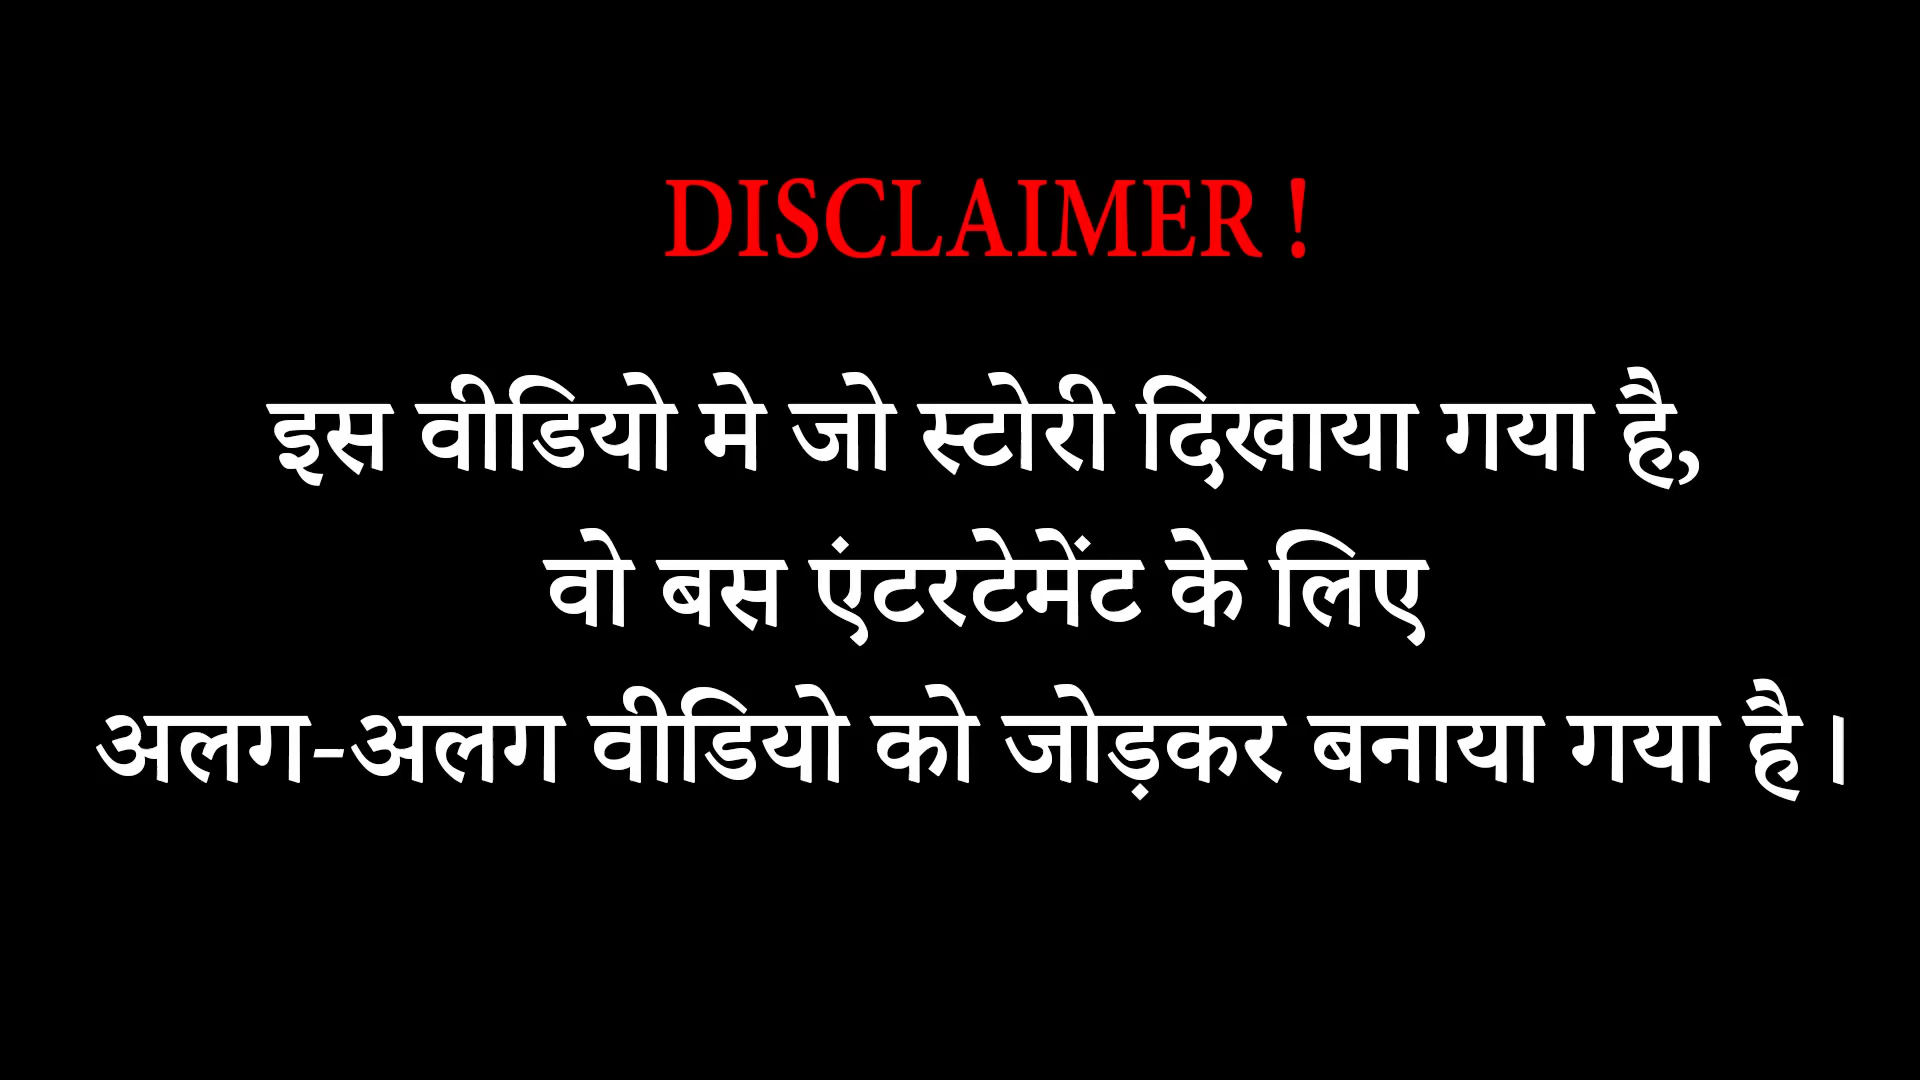 DISCLAIMER !
इस वीडियो मे जो स्टोरी दिखाया गया है,
वो बस एंटरटेमेंट के लिए
अलग-अलग वीडियो को जोड़कर बनाया गया है ।